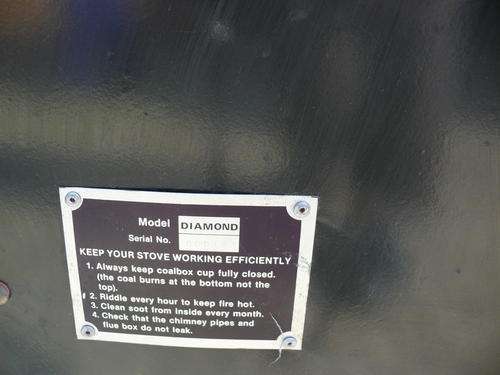 Model DIAMOND
Serial No.
KEEP YOUR STOVE WORKING EFFICIENTLY
1. Always keep coalbox cup fully closed.
(the coal burns at the bottom not the
top).
2. Riddle every hour to keep fire hot.
3. Clean soot from inside every month.
4. Check that the chimney pipes and
flue box do not leak.